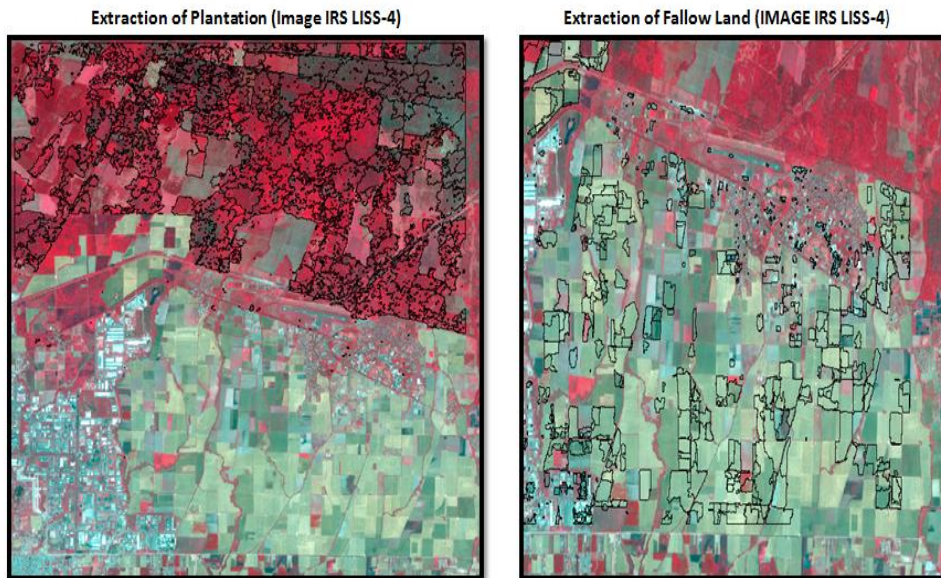 Extraction of Plantation (Image IRS LISS-4)
Extraction of Fallow Land (IMAGE IRS LISS-4)